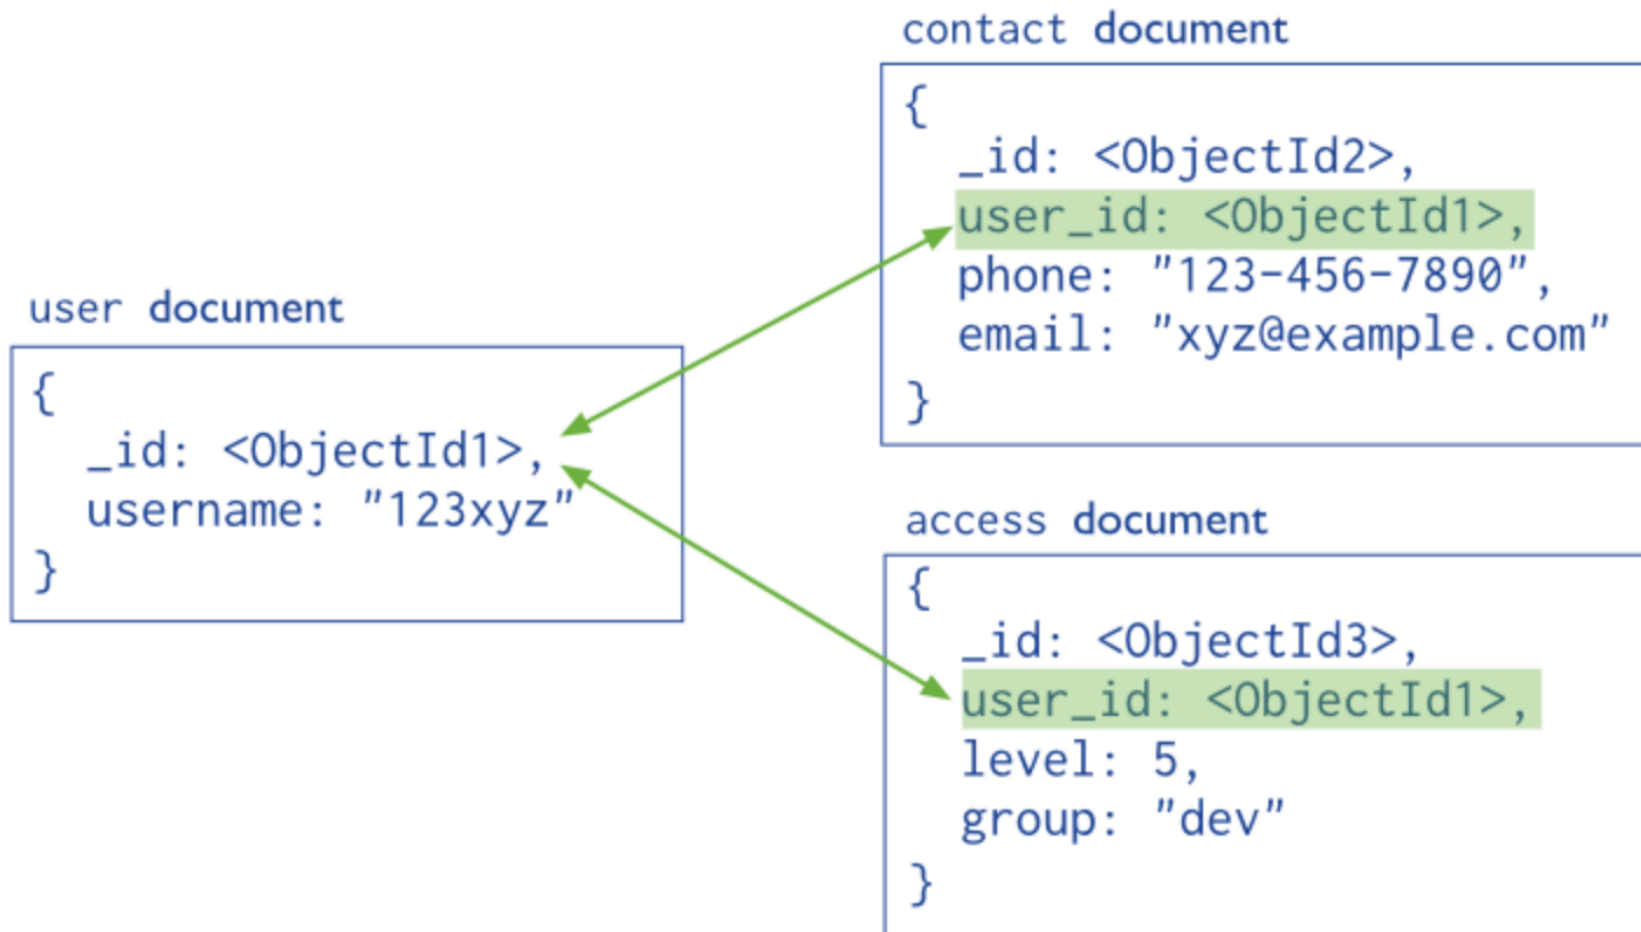 user document
{
_id: <ObjectId1>,
username: "123xyz"
}
contact document
{
_id: <ObjectId2>,
user_id: <ObjectId1>,
phone: "123-456-7890",
email: "xyz@example.com"
}
access document
{
_id: <ObjectId3>,
user_id: <ObjectId1>,
level: 5,
group: "dev"
}